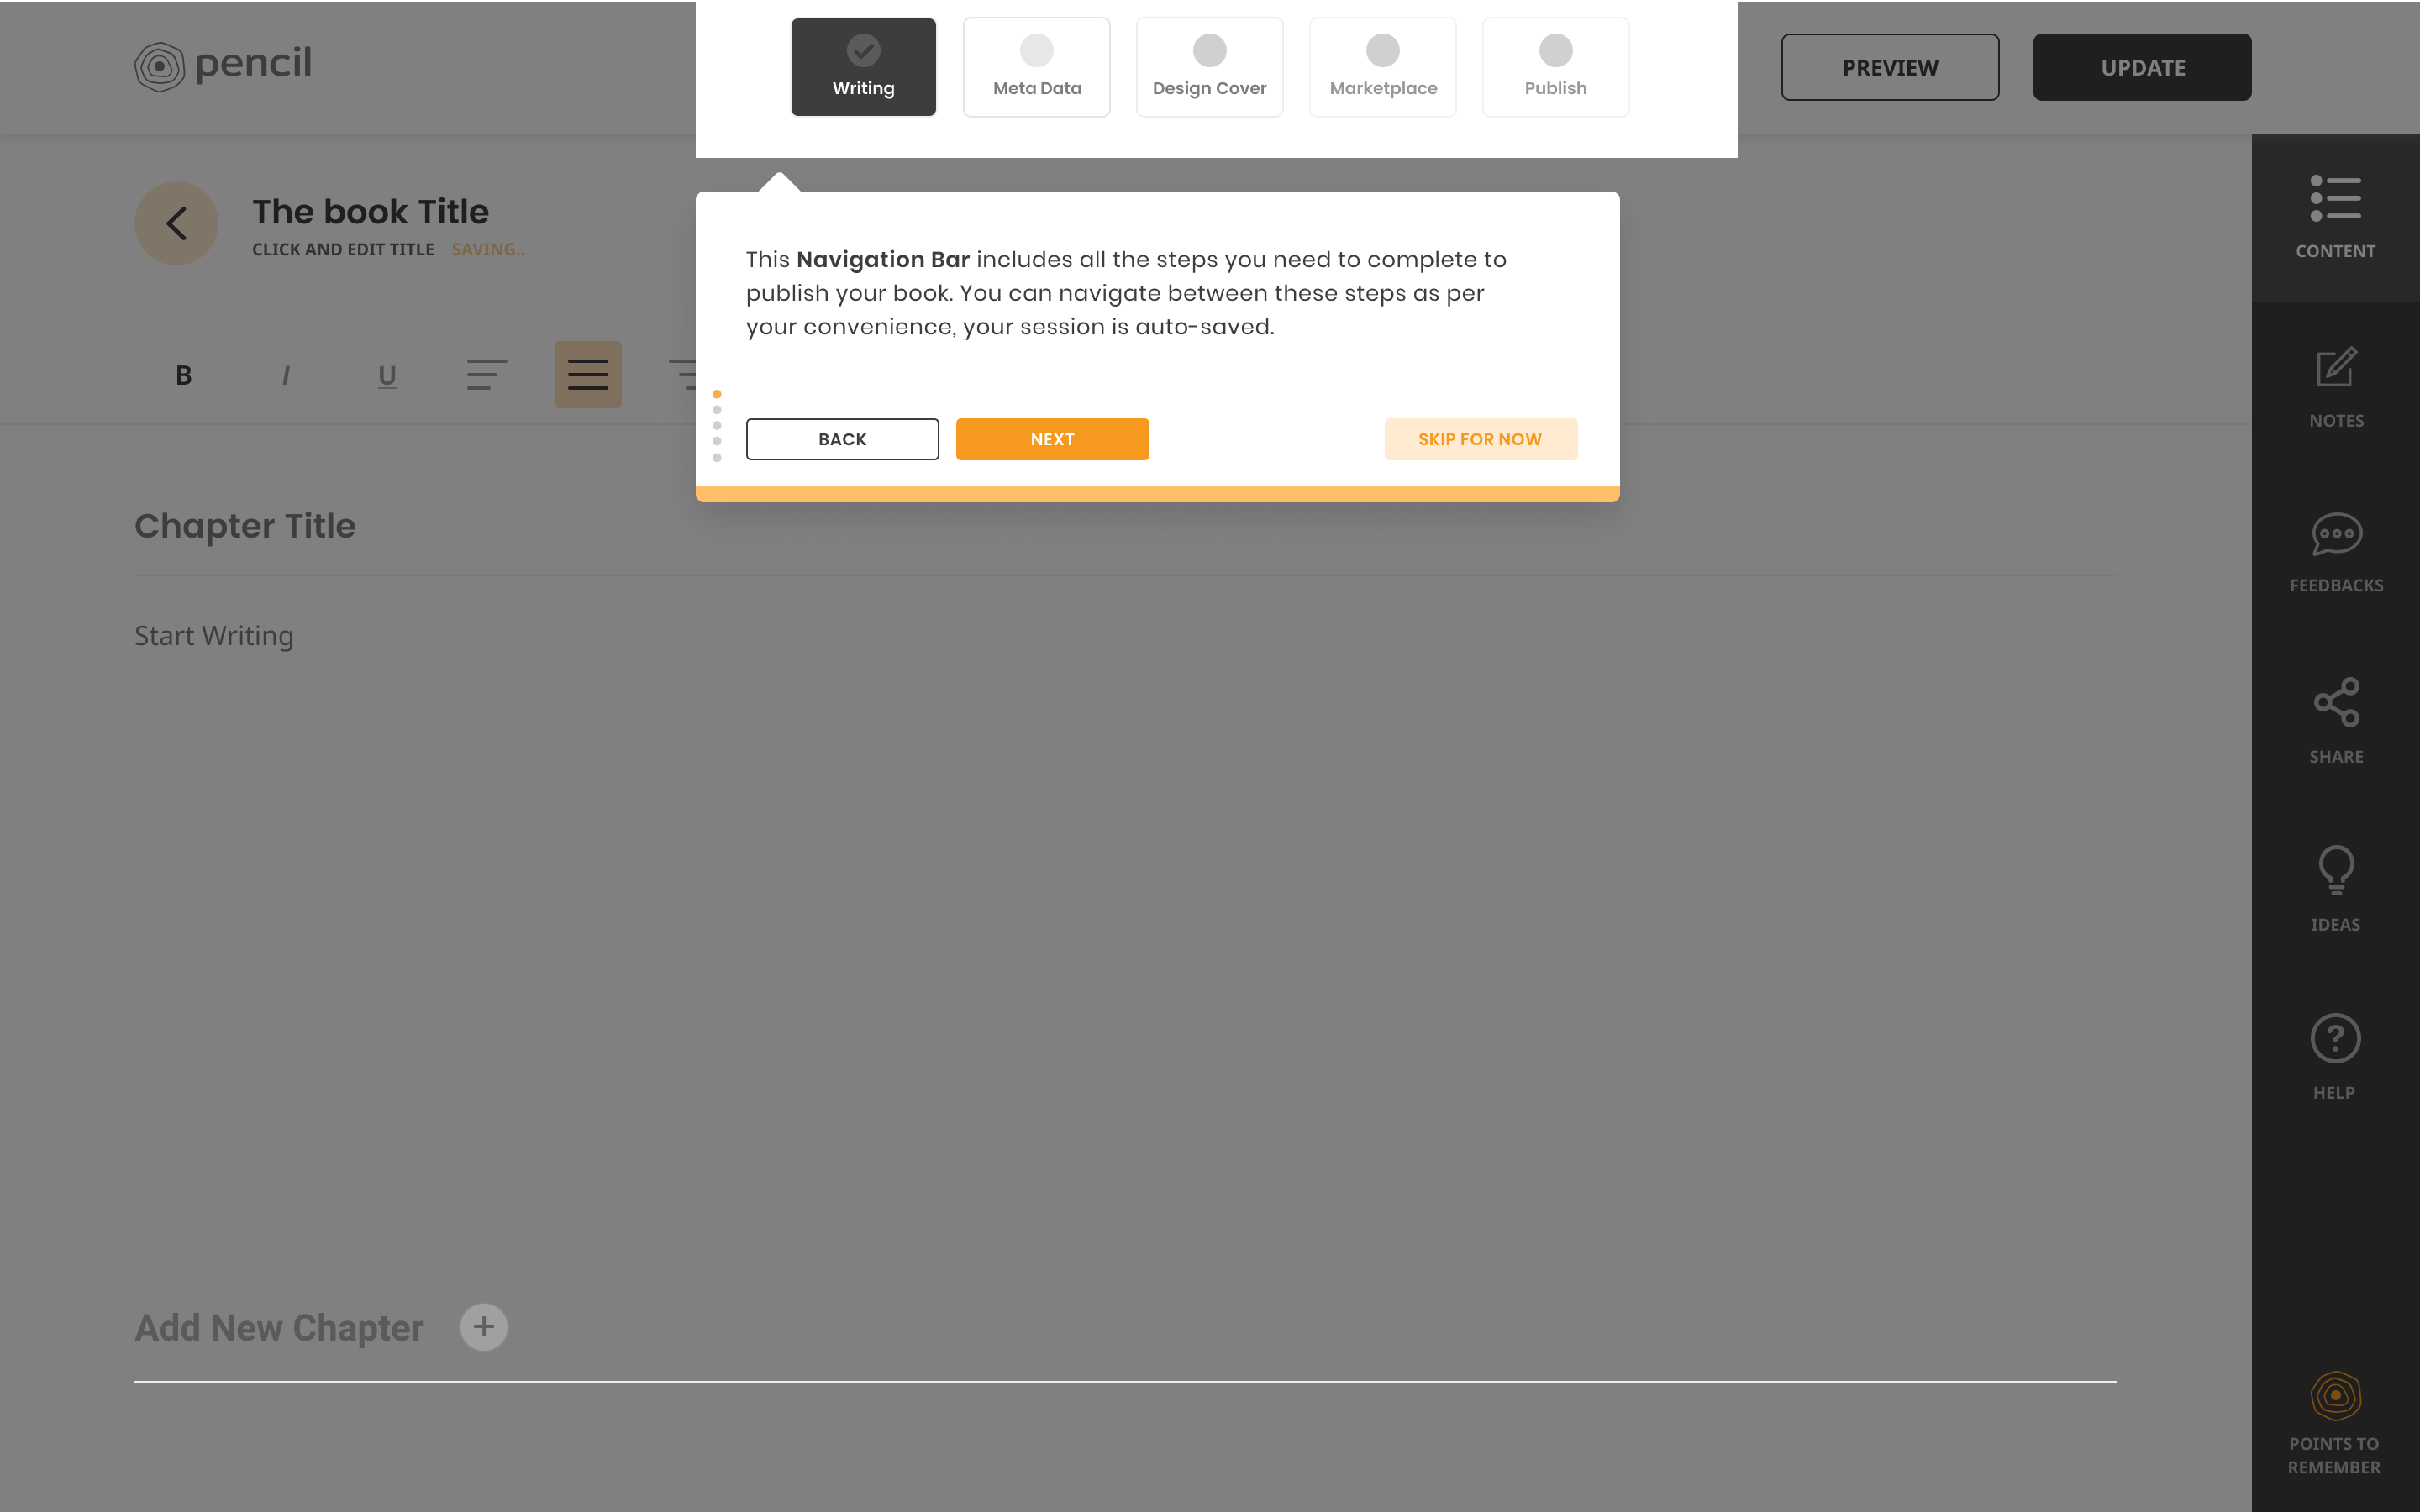 pencil
Writing
Meta Data
Design Cover
Marketplace
Publish
PREVIEW
UPDATE
The book Title
CLICK AND EDIT TITLE SAVING..
B I U
This Navigation Bar includes all the steps you need to complete to
publish your book. You can navigate between these steps as per
your convenience, your session is auto-saved.
BACK
NEXT
SKIP FOR NOW
Chapter Title
Start Writing
Add New Chapter
CONTENT
NOTES
FEEDBACKS
SHARE
IDEAS
HELP
POINTS TO
REMEMBER